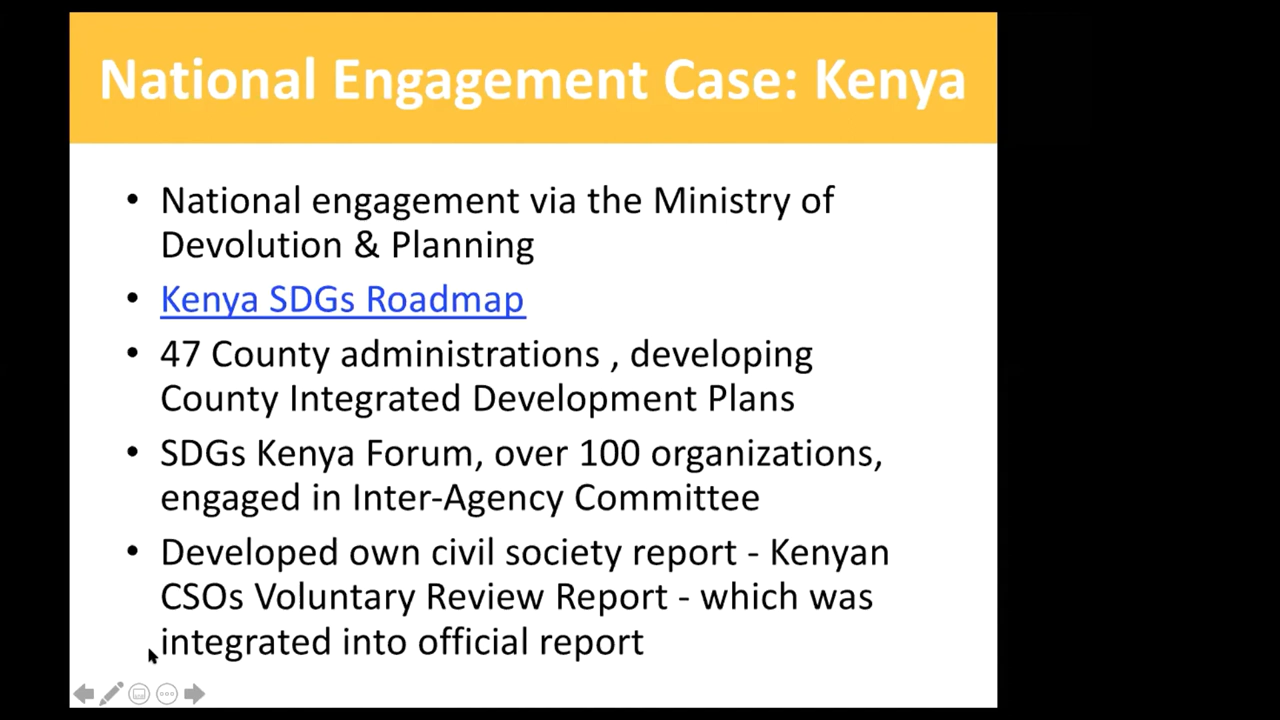 National Engagement Case: Kenya
• National engagement via the Ministry of
Devolution & Planning
• Kenya SDGs Roadmap
• 47 County administrations , developing
County Integrated Development Plans
• SDGs Kenya Forum, over 100 organizations,
engaged in Inter-Agency Committee
• Developed own civil society report - Kenyan
CSOs Voluntary Review Report - which was
integrated into official report